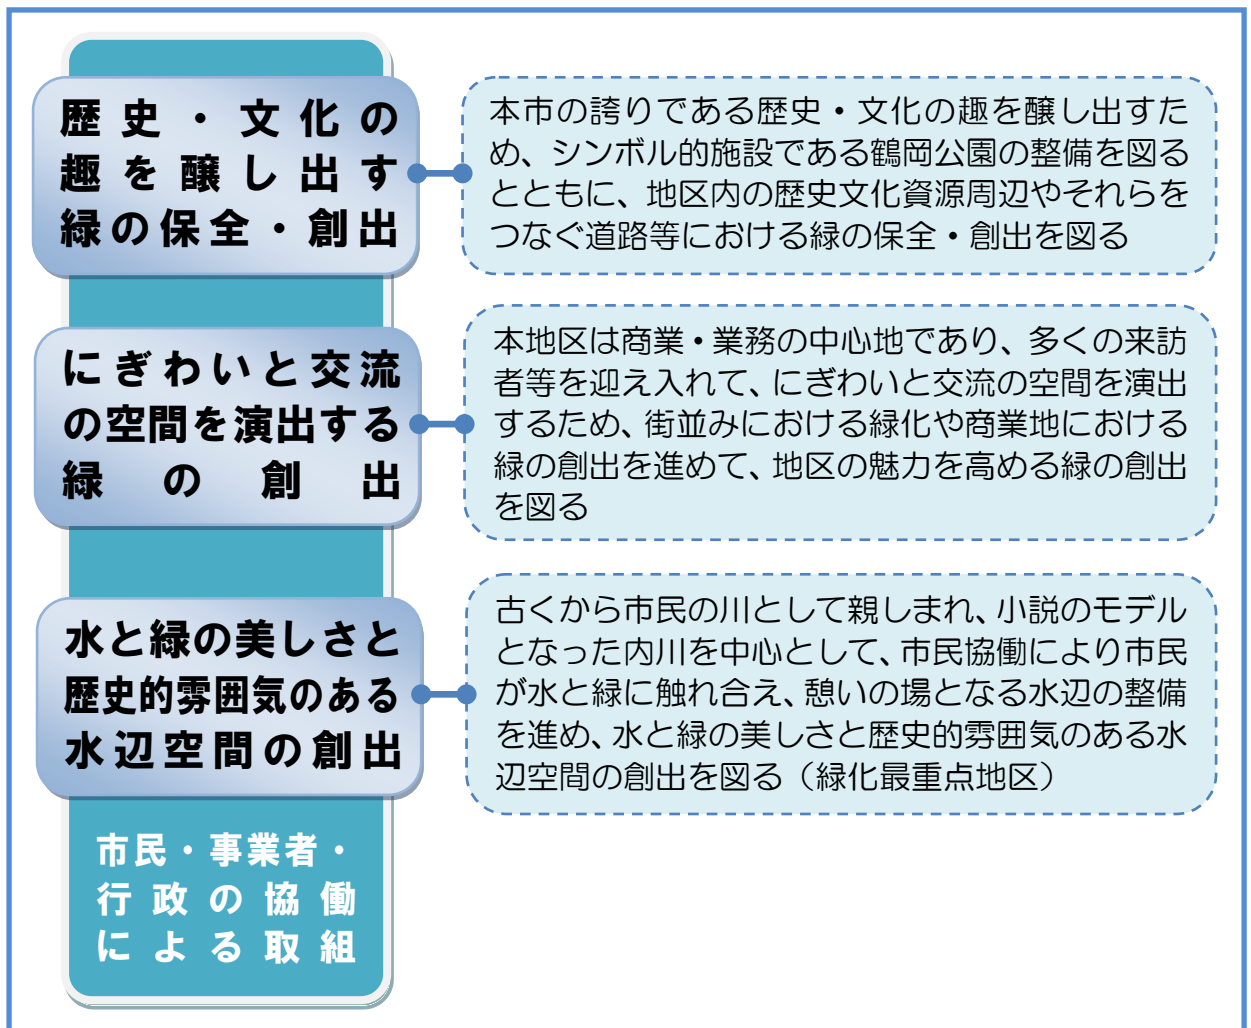 歴史・文化の
趣を醸し出す
緑の保全・創出
本市の誇りである歴史・文化の趣を醸し出すた
め、シンボル的施設である鶴岡公園の整備を図る
とともに、地区内の歴史文化資源周辺やそれらを
つなぐ道路等における緑の保全・創出を図る
にぎわいと交流
の空間を演出する
緑の創出
本地区は商業・業務の中心地であり、多くの来訪
者等を迎え入れて、にぎわいと交流の空間を演出
するため、街並みにおける緑化や商業地における
緑の創出を進めて、地区の魅力を高める緑の創出
を図る
水と緑の美しさと
歴史的雰囲気のある
水辺空間の創出
古くから市民の川として親しまれ、小説のモデル
となった内川を中心として、市民協働により市民
が水と緑に触れ合え、憩いの場となる水辺の整備
を進め、水と緑の美しさと歴史的雰囲気のある水
辺空間の創出を図る（緑化最重点地区）
市民・事業者・
行政の協働
による取組